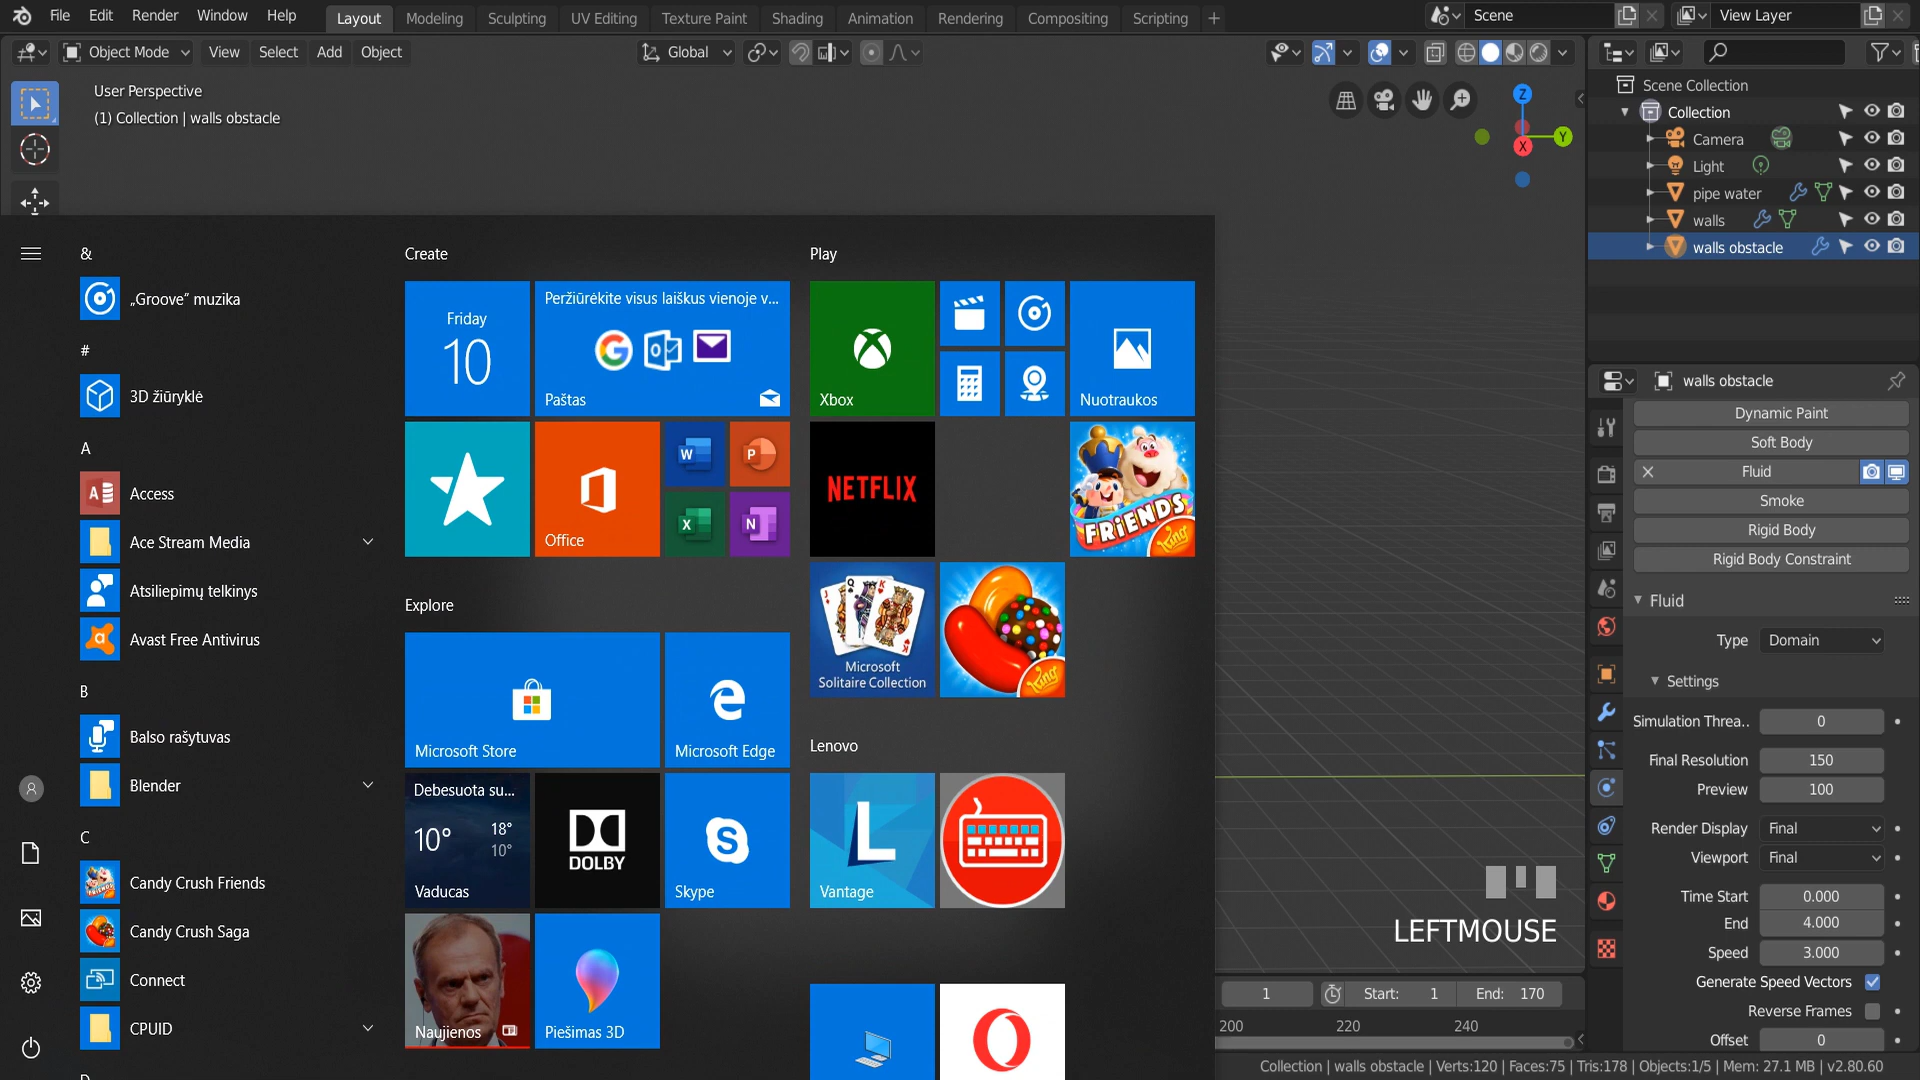 File Edit Render Window Help
Layout Modeling Sculpting UV Editing Texture Paint Shading Animation Rendering Compositing Scripting +
Scene
View Layer
Object Mode View Select Add Object
Global
User Perspective
(1) Collection | walls obstacle
Z
Y
X
Scene Collection
Collection
Camera
Light
pipe water
walls
walls obstacle
&
„Groove“ muzika
#
3D žiūryklė
A
Access
Ace Stream Media
Atsiliepimų telkinys
Avast Free Antivirus
B
Balso rašytuvas
Blender
C
Candy Crush Friends
Candy Crush Saga
Connect
CPUID
Create
Friday
10
Peržiūrėkite visus laiškus vienoje v...
Paštas
Office
Explore
Microsoft Store
Microsoft Edge
Debesuota su...
10° 18°
10°
Vaducas
DOLBY
Skype
Naujienos
Piešimas 3D
Play
Xbox
Nuotraukos
NETFLIX
FRIENDS
King
Microsoft
Solitaire Collection
King
Lenovo
L
Vantage
LEFTMOUSE
1 Start: 1 End: 170
200 220 240
walls obstacle
Dynamic Paint
Soft Body
Fluid
Smoke
Rigid Body
Rigid Body Constraint
Fluid
Type Domain
Settings
Simulation Threa.. 0
Final Resolution 150
Preview 100
Render Display Final
Viewport Final
Time Start 0.000
End 4.000
Speed 3.000
Generate Speed Vectors
Reverse Frames
Offset 0
Collection | walls obstacle | Verts:120 | Faces:75 | Tris:178 | Objects:1/5 | Mem: 27.1 MB | v2.80.60